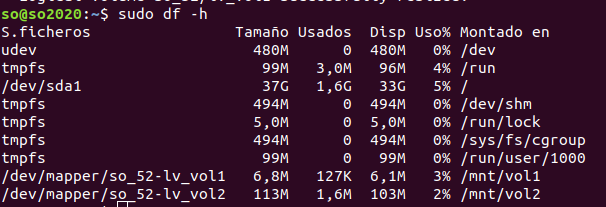 so@so2020:~$ sudo df -h
S.ficheros Tamaño Usados Disp Uso% Montado en
udev 480M 0 480M 0% /dev
tmpfs 99M 3,0M 96M 4% /run
/dev/sda1 37G 1,6G 33G 5% /
tmpfs 494M 0 494M 0% /dev/shm
tmpfs 5,0M 0 5,0M 0% /run/lock
tmpfs 494M 0 494M 0% /sys/fs/cgroup
tmpfs 99M 0 99M 0% /run/user/1000
/dev/mapper/so_52-lv_vol1 6,8M 127K 6,1M 3% /mnt/vol1
/dev/mapper/so_52-lv_vol2 113M 1,6M 103M 2% /mnt/vol2